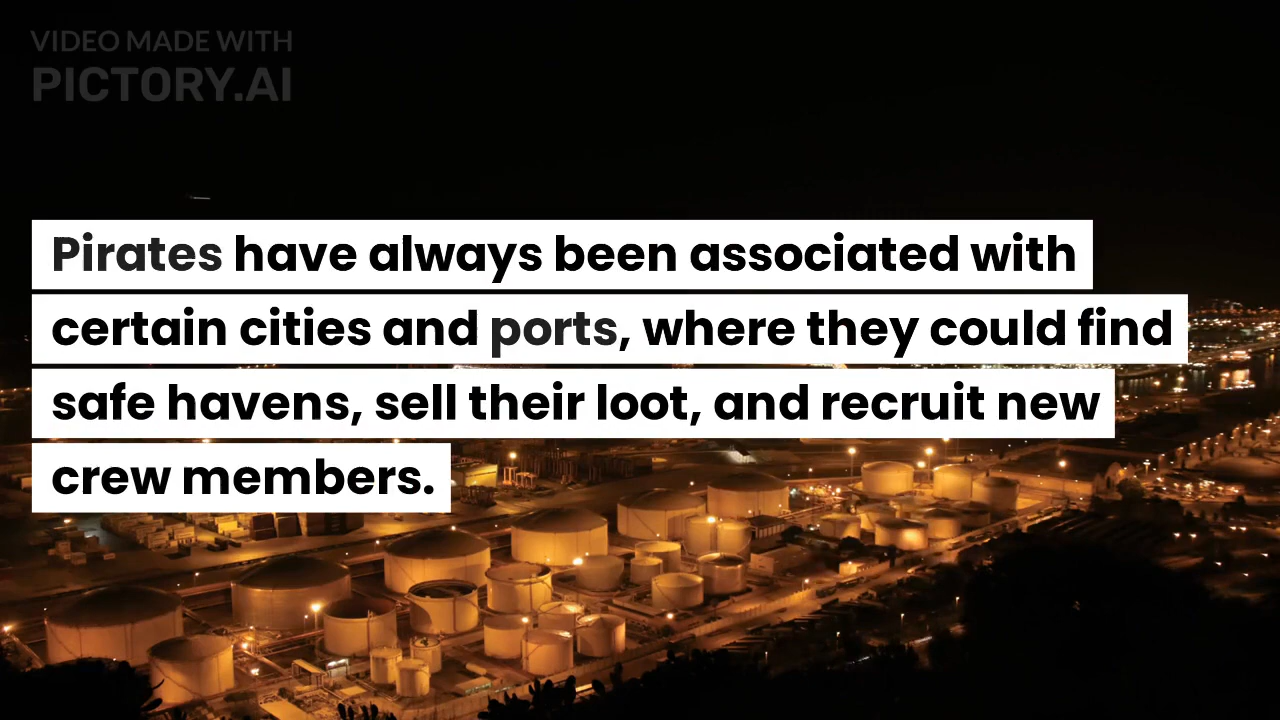 VIDEO MADE WITH
PICTORY.AI
Pirates have always been associated with
certain cities and ports, where they could find
safe havens, sell their loot, and recruit new
crew members.